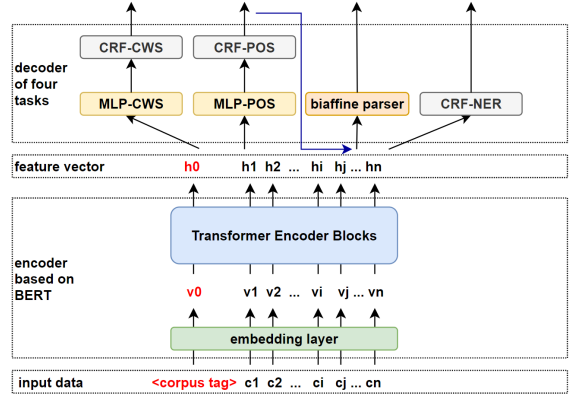 CRF-CWS CRF-POS
decoder
of four
tasks
MLP-CWS MLP-POS biaffine parser CRF-NER
feature vector h0 h1 h2 ... hi hj ... hn
Transformer Encoder Blocks
encoder
based on
BERT
v0 v1 v2 ... vi vj ... vn
embedding layer
input data <corpus tag> c1 c2 ... ci cj ... cn